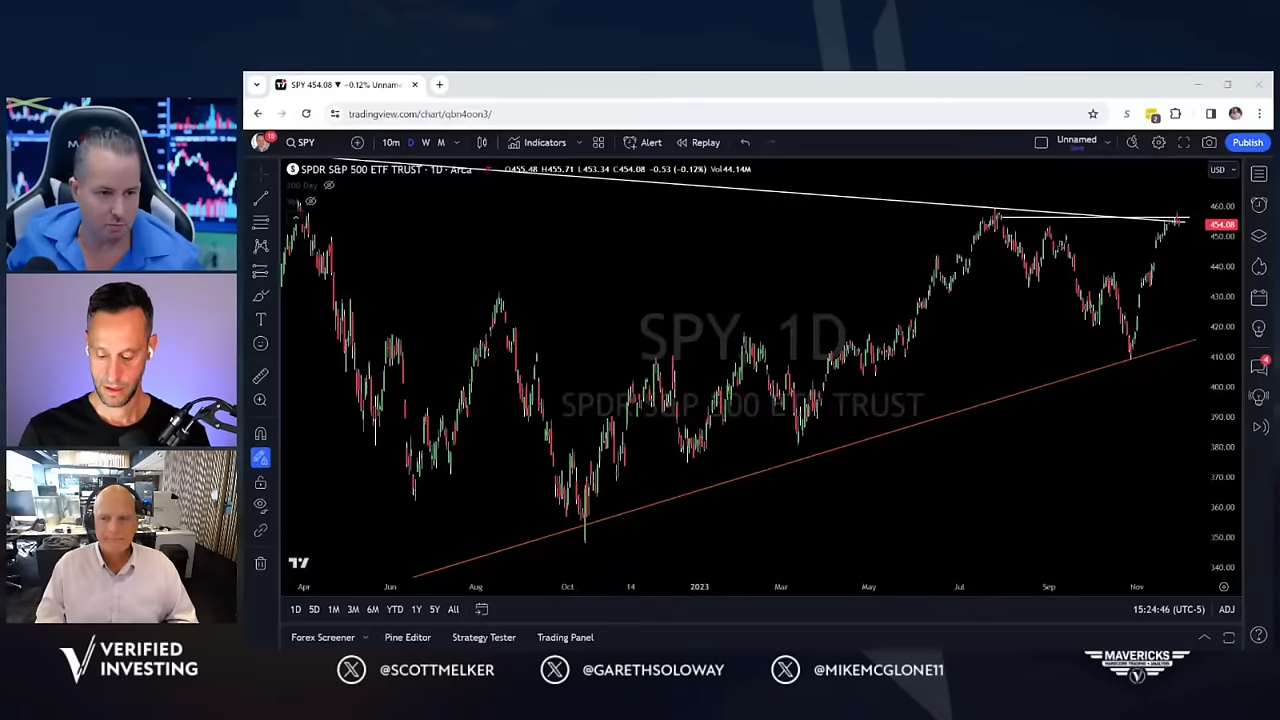 SPY 454.08 ▼ −0.12% Unname
tradingview.com/chart/qbn4oon3/
18
SPY
10m D W M
Indicators
Alert
Replay
Unnamed
Save
Publish
SPDR S&P 500 ETF TRUST · 1D · Arca
O455.48 H455.71 L453.34 C454.08 −0.53 (−0.12%) Vol44.14M
200 Day
USD
460.00
454.08
450.00
440.00
430.00
420.00
410.00
400.00
390.00
380.00
370.00
360.00
350.00
340.00
SPY, 1D
SPDR S&P 500 ETF TRUST
Apr Jun Aug Oct 14 2023 Mar May Jul Sep Nov
1D 5D 1M 3M 6M YTD 1Y 5Y All
15:24:46 (UTC-5) ADJ
Forex Screener Pine Editor Strategy Tester Trading Panel
VERIFIED
INVESTING
@SCOTTMELKER
@GARETHSOLOWAY
@MIKEMCGLONE11
MAVERICKS